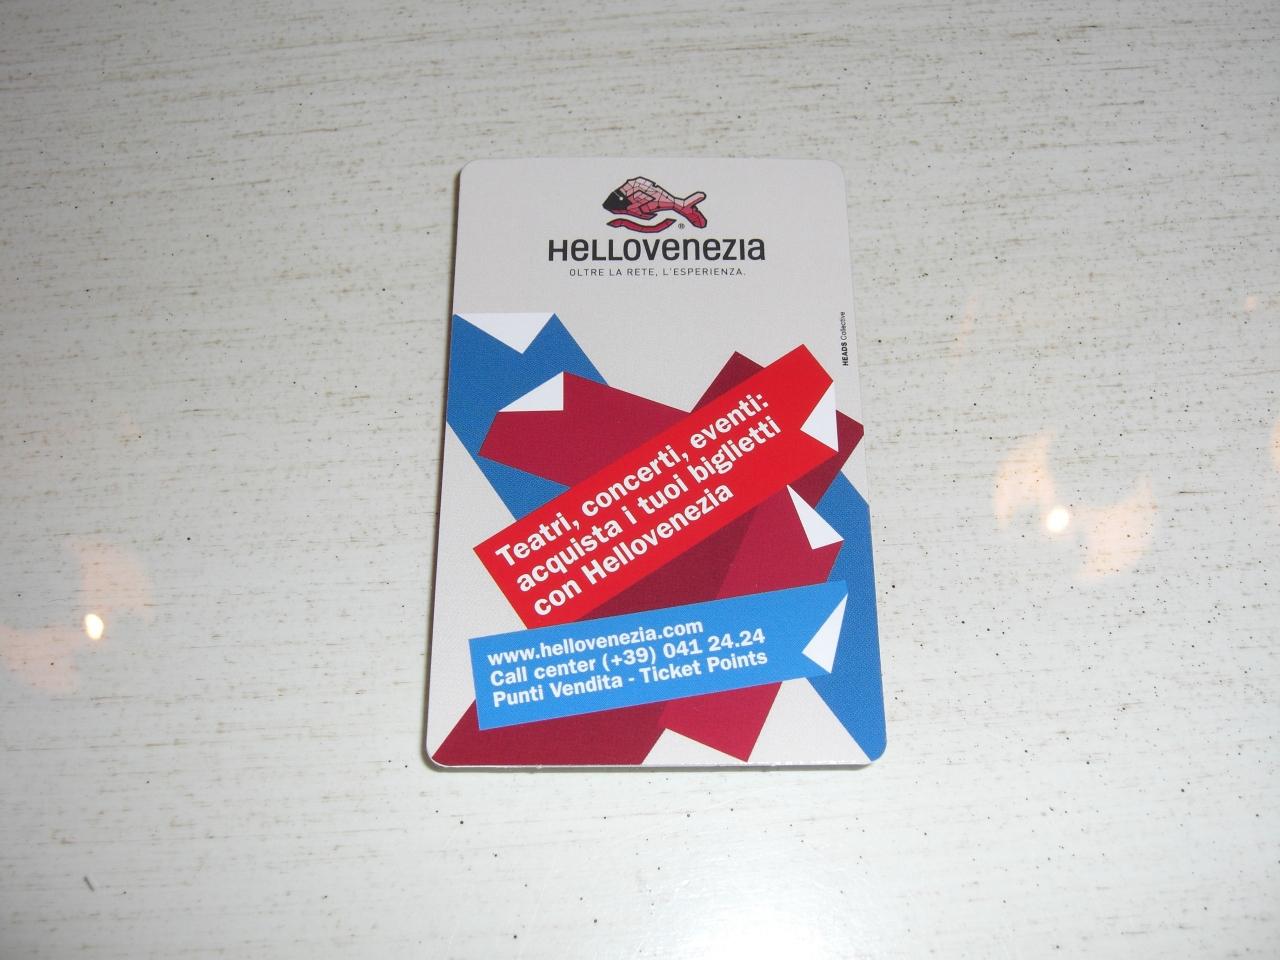 HELLOVENEZIA
OLTRE LA RETE, L'ESPERIENZA.
HEADS Collective
Teatri, concerti, eventi:
acquista i tuoi biglietti
con Hellovenezia
www.hellovenezia.com
Call center (+39) 041 24.24
Punti Vendita - Ticket Points